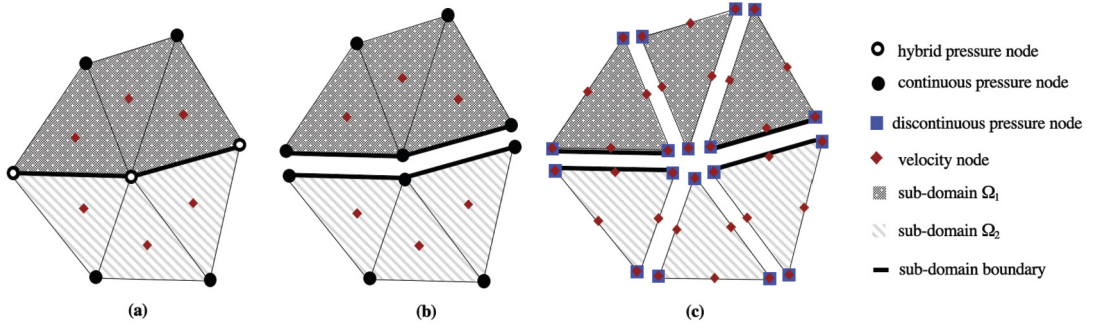 hybrid pressure node
continuous pressure node
discontinuous pressure node
velocity node
sub-domain Ω₁
sub-domain Ω₂
sub-domain boundary
(a)
(b)
(c)